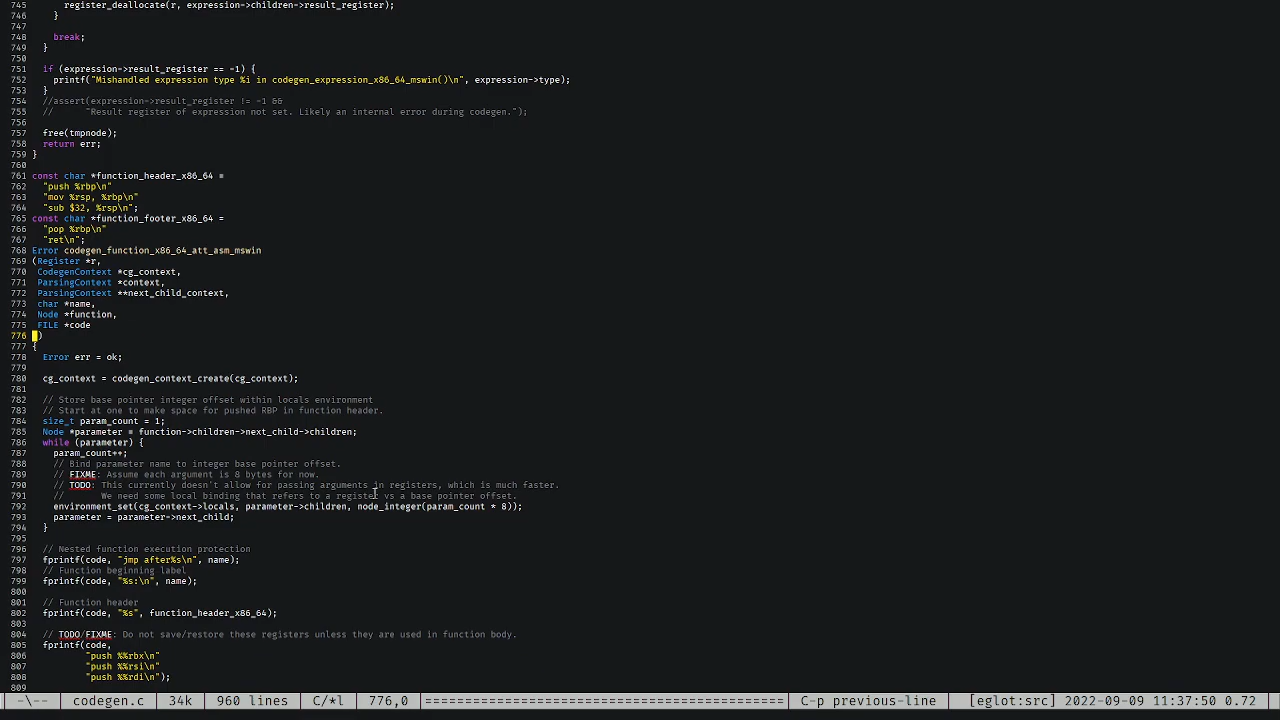 745 register_deallocate(r, expression->children->result_register);
746 }
747
748 break;
749 }
750
751 if (expression->result_register == -1) {
752 printf("Mishandled expression type %i in codegen_expression_x86_64_mswin()\n", expression->type);
753 }
754 //assert(expression->result_register != -1 &&
755 // "Result register of expression not set. Likely an internal error during codegen.");
756
757 free(tmpnode);
758 return err;
759 }
760
761 const char *function_header_x86_64 =
762 "push %rbp\n"
763 "mov %rsp, %rbp\n"
764 "sub $32, %rsp\n";
765 const char *function_footer_x86_64 =
766 "pop %rbp\n"
767 "ret\n";
768 Error codegen_function_x86_64_att_asm_mswin
769 (Register *r,
770 CodegenContext *cg_context,
771 ParsingContext *context,
772 ParsingContext **next_child_context,
773 char *name,
774 Node *function,
775 FILE *code
776 )
777 {
778 Error err = ok;
779
780 cg_context = codegen_context_create(cg_context);
781
782 // Store base pointer integer offset within locals environment
783 // Start at one to make space for pushed RBP in function header.
784 size_t param_count = 1;
785 Node *parameter = function->children->next_child->children;
786 while (parameter) {
787 param_count++;
788 // Bind parameter name to integer base pointer offset.
789 // FIXME: Assume each argument is 8 bytes for now.
790 // TODO: This currently doesn't allow for passing arguments in registers, which is much faster.
791 // We need some local binding that refers to a register vs a base pointer offset.
792 environment_set(cg_context->locals, parameter->children, node_integer(param_count * 8));
793 parameter = parameter->next_child;
794 }
795
796 // Nested function execution protection
797 fprintf(code, "jmp after%s\n", name);
798 // Function beginning label
799 fprintf(code, "%s:\n", name);
800
801 // Function header
802 fprintf(code, "%s", function_header_x86_64);
803
804 // TODO/FIXME: Do not save/restore these registers unless they are used in function body.
805 fprintf(code,
806 "push %%rbx\n"
807 "push %%rsi\n"
808 "push %%rdi\n");
809
-\-- codegen.c 34k 960 lines C/*l 776,0 ================================== C-p previous-line [eglot:src] 2022-09-09 11:37:50 0.72